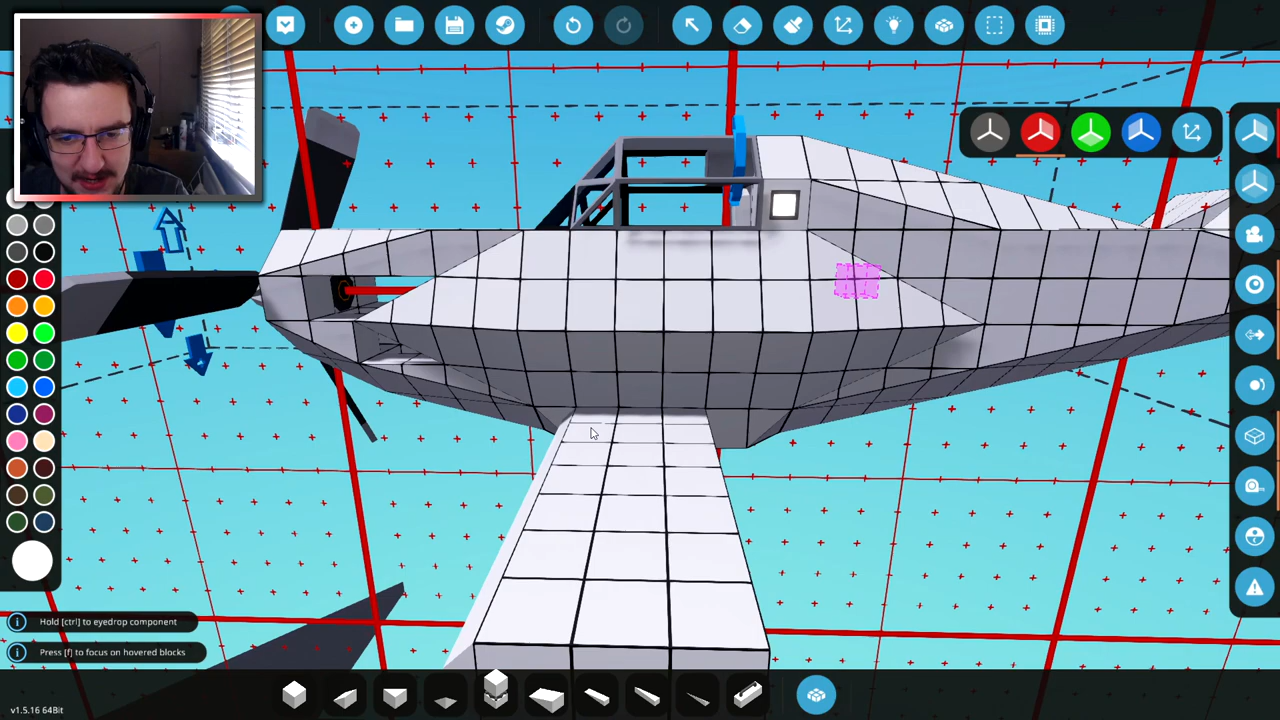 Hold [ctrl] to eyedrop component
Press [f] to focus on hovered blocks
v1.5.16 64Bit